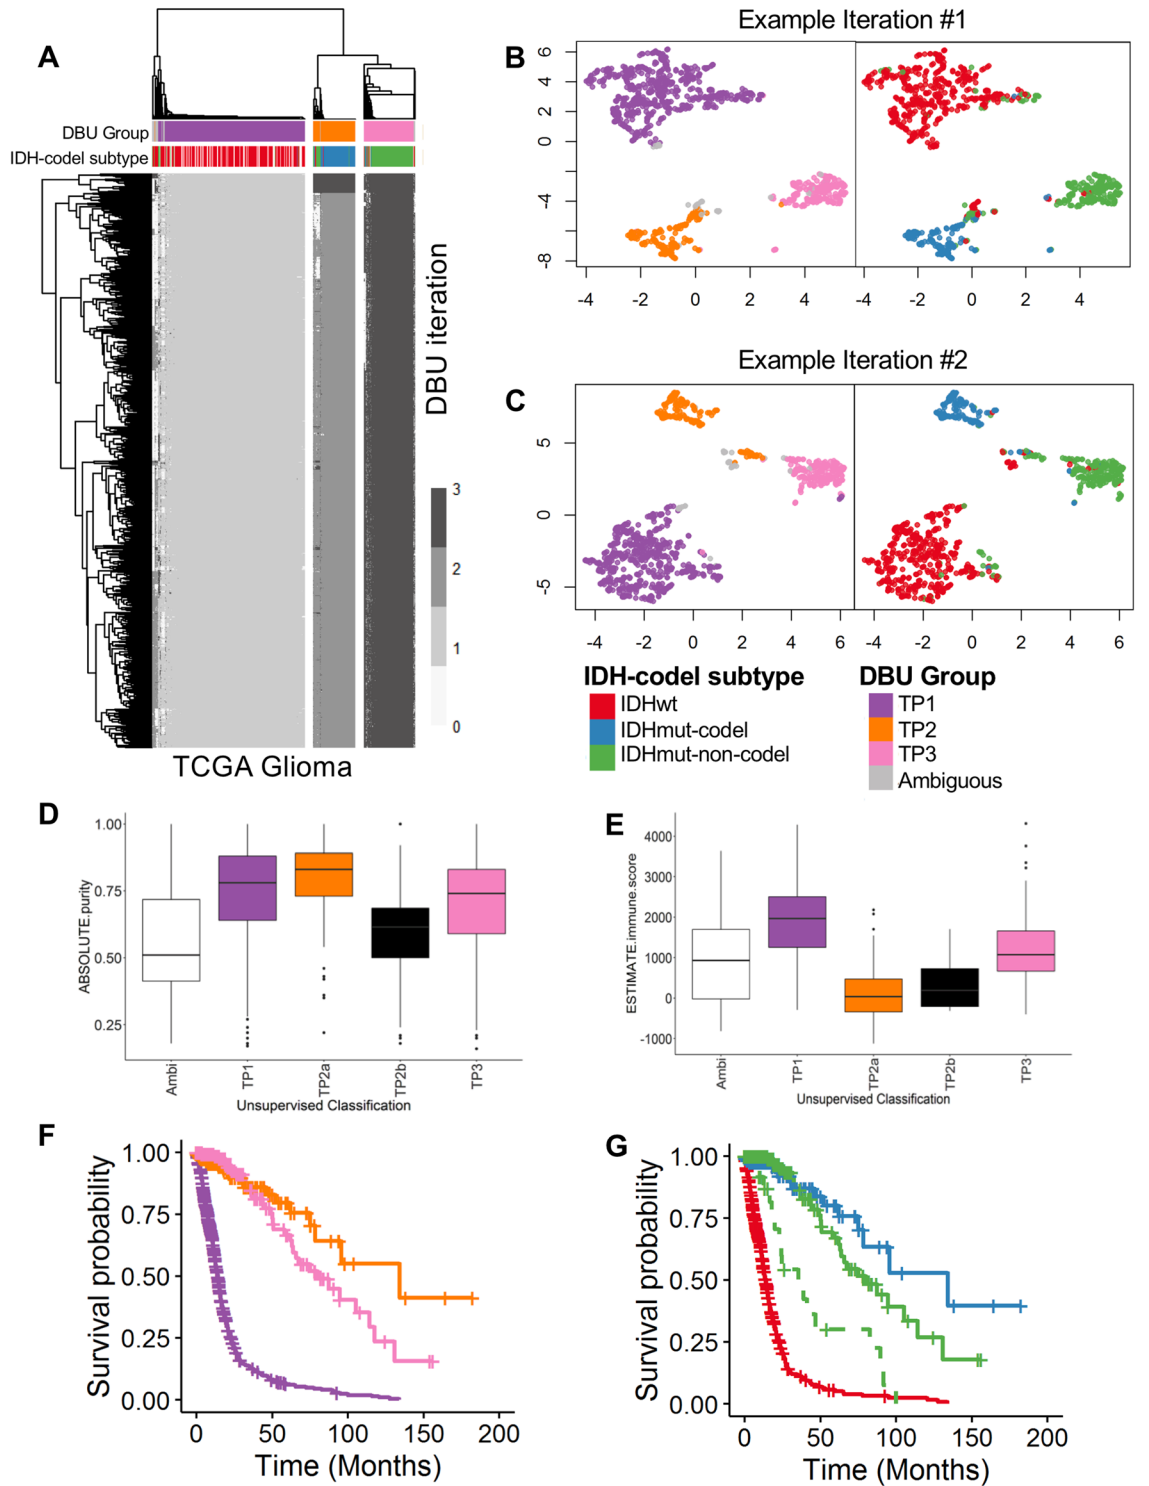 A
DBU Group
IDH-codel subtype
DBU iteration
3
2
1
0
TCGA Glioma
Example Iteration #1
B
6
4
2
0
-4
-8
-4 -2 0 2 4
-4 -2 0 2 4
Example Iteration #2
C
5
0
-5
-4 -2 0 2 4 6
-4 -2 0 2 4 6
IDH-codel subtype
IDHwt
IDHmut-codel
IDHmut-non-codel
DBU Group
TP1
TP2
TP3
Ambiguous
D
ABSOLUTE.purity
1.00
0.75
0.50
0.25
Ambi TP1 TP2a TP2b TP3
Unsupervised Classification
E
ESTIMATE.immune.score
4000
3000
2000
1000
0
-1000
Ambi TP1 TP2a TP2b TP3
Unsupervised Classification
F
Survival probability
1.00
0.75
0.50
0.25
0.00
0 50 100 150 200
Time (Months)
G
Survival probability
1.00
0.75
0.50
0.25
0.00
0 50 100 150 200
Time (Months)